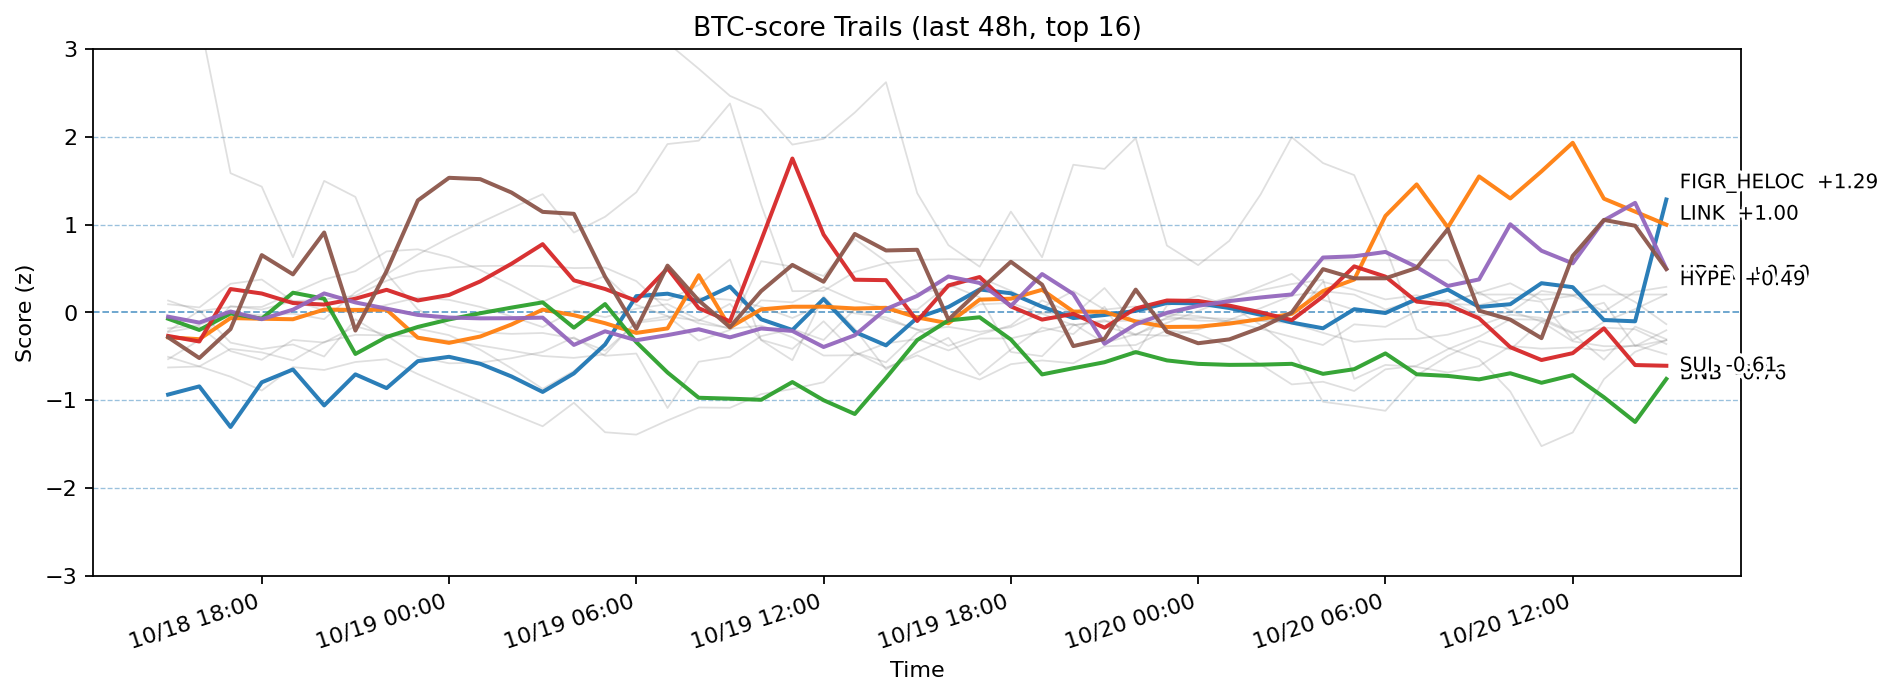 BTC-score Trails (last 48h, top 16)
Score (z)
3
2
1
0
−1
−2
−3
FIGR_HELOC +1.29
LINK +1.00
HYPE +0.49
SUI -0.61
BNB
10/18 18:00
10/19 00:00
10/19 06:00
10/19 12:00
10/19 18:00
10/20 00:00
10/20 06:00
10/20 12:00
Time